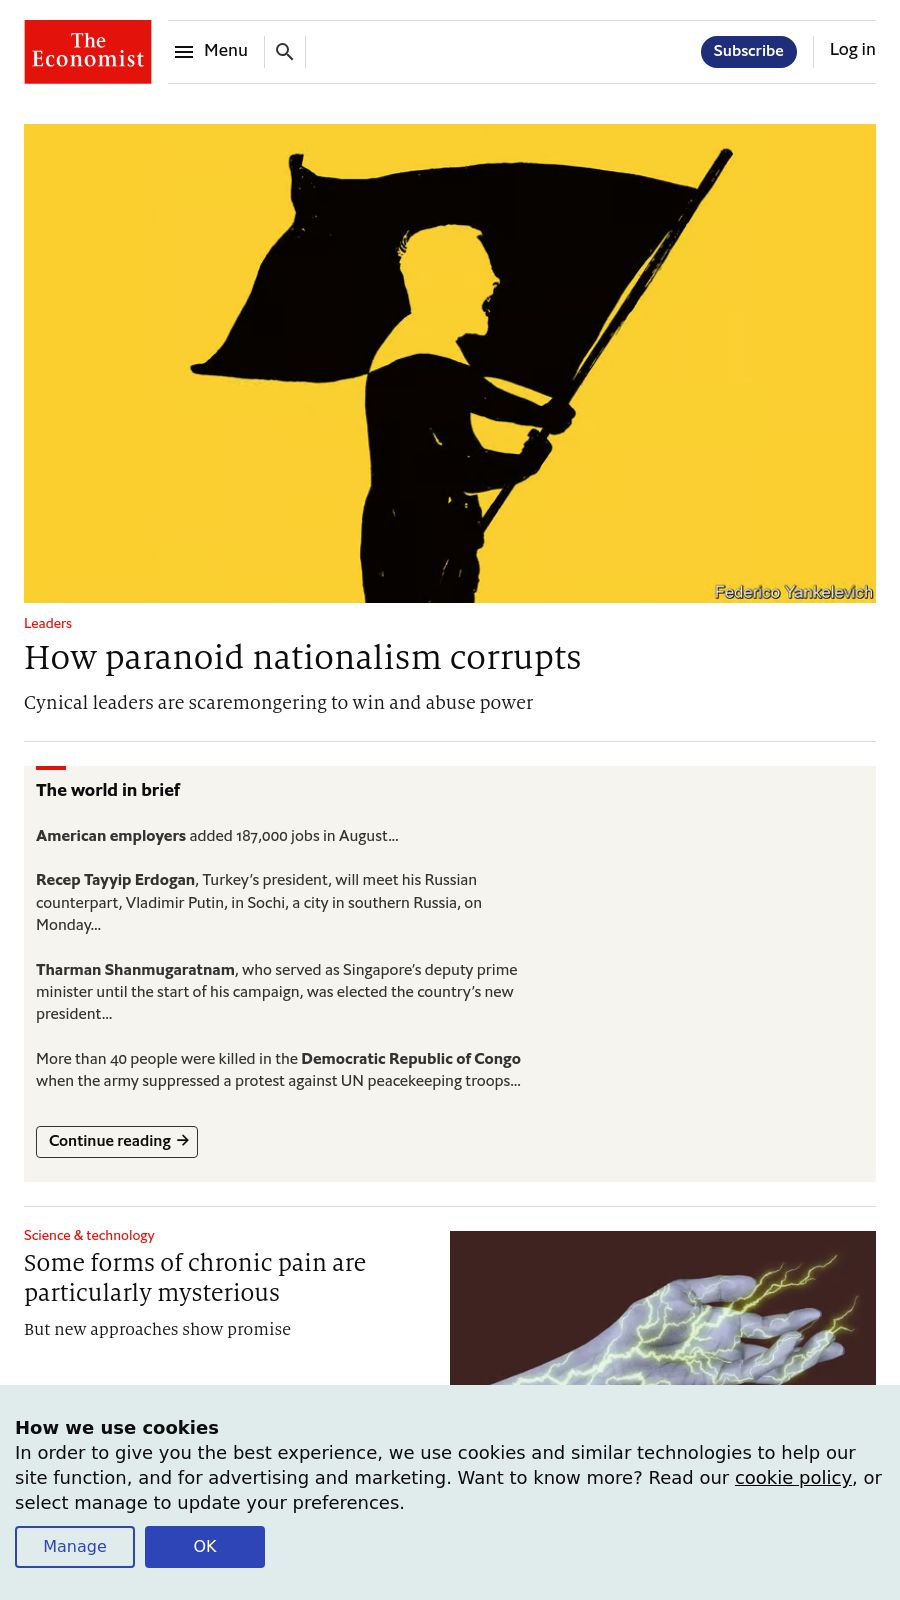 The
Economist
Menu
Subscribe
Log in
Federico Yankelevich
Leaders
How paranoid nationalism corrupts
Cynical leaders are scaremongering to win and abuse power
The world in brief
American employers added 187,000 jobs in August...
Recep Tayyip Erdogan, Turkey’s president, will meet his Russian
counterpart, Vladimir Putin, in Sochi, a city in southern Russia, on
Monday...
Tharman Shanmugaratnam, who served as Singapore’s deputy prime
minister until the start of his campaign, was elected the country’s new
president...
More than 40 people were killed in the Democratic Republic of Congo
when the army suppressed a protest against UN peacekeeping troops...
Continue reading →
Science & technology
Some forms of chronic pain are
particularly mysterious
But new approaches show promise
How we use cookies
In order to give you the best experience, we use cookies and similar technologies to help our
site function, and for advertising and marketing. Want to know more? Read our cookie policy, or
select manage to update your preferences.
Manage
OK